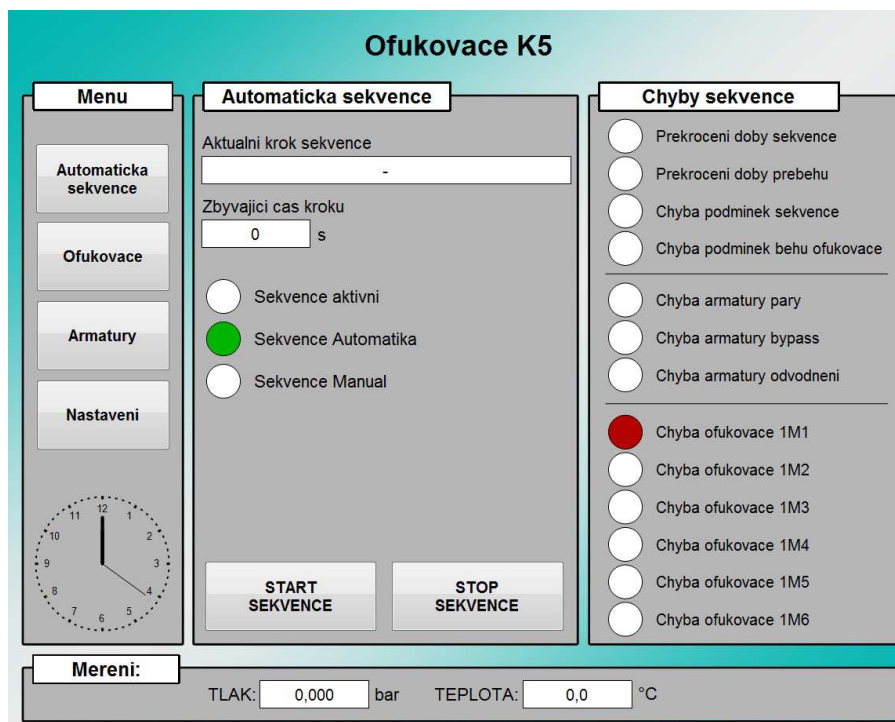 Ofukovace K5
Menu
Automaticka
sekvence
Ofukovace
Armatury
Nastaveni
12
1
2
3
4
5
6
7
8
9
10
11
Automaticka sekvence
Aktualni krok sekvence
-
Zbyvajici cas kroku
0 s
Sekvence aktivni
Sekvence Automatika
Sekvence Manual
START
SEKVENCE
STOP
SEKVENCE
Chyby sekvence
Prekroceni doby sekvence
Prekroceni doby prebehu
Chyba podminek sekvence
Chyba podminek behu ofukovace
Chyba armatury pary
Chyba armatury bypass
Chyba armatury odvodneni
Chyba ofukovace 1M1
Chyba ofukovace 1M2
Chyba ofukovace 1M3
Chyba ofukovace 1M4
Chyba ofukovace 1M5
Chyba ofukovace 1M6
Mereni:
TLAK: 0,000 bar TEPLOTA: 0,0 °C